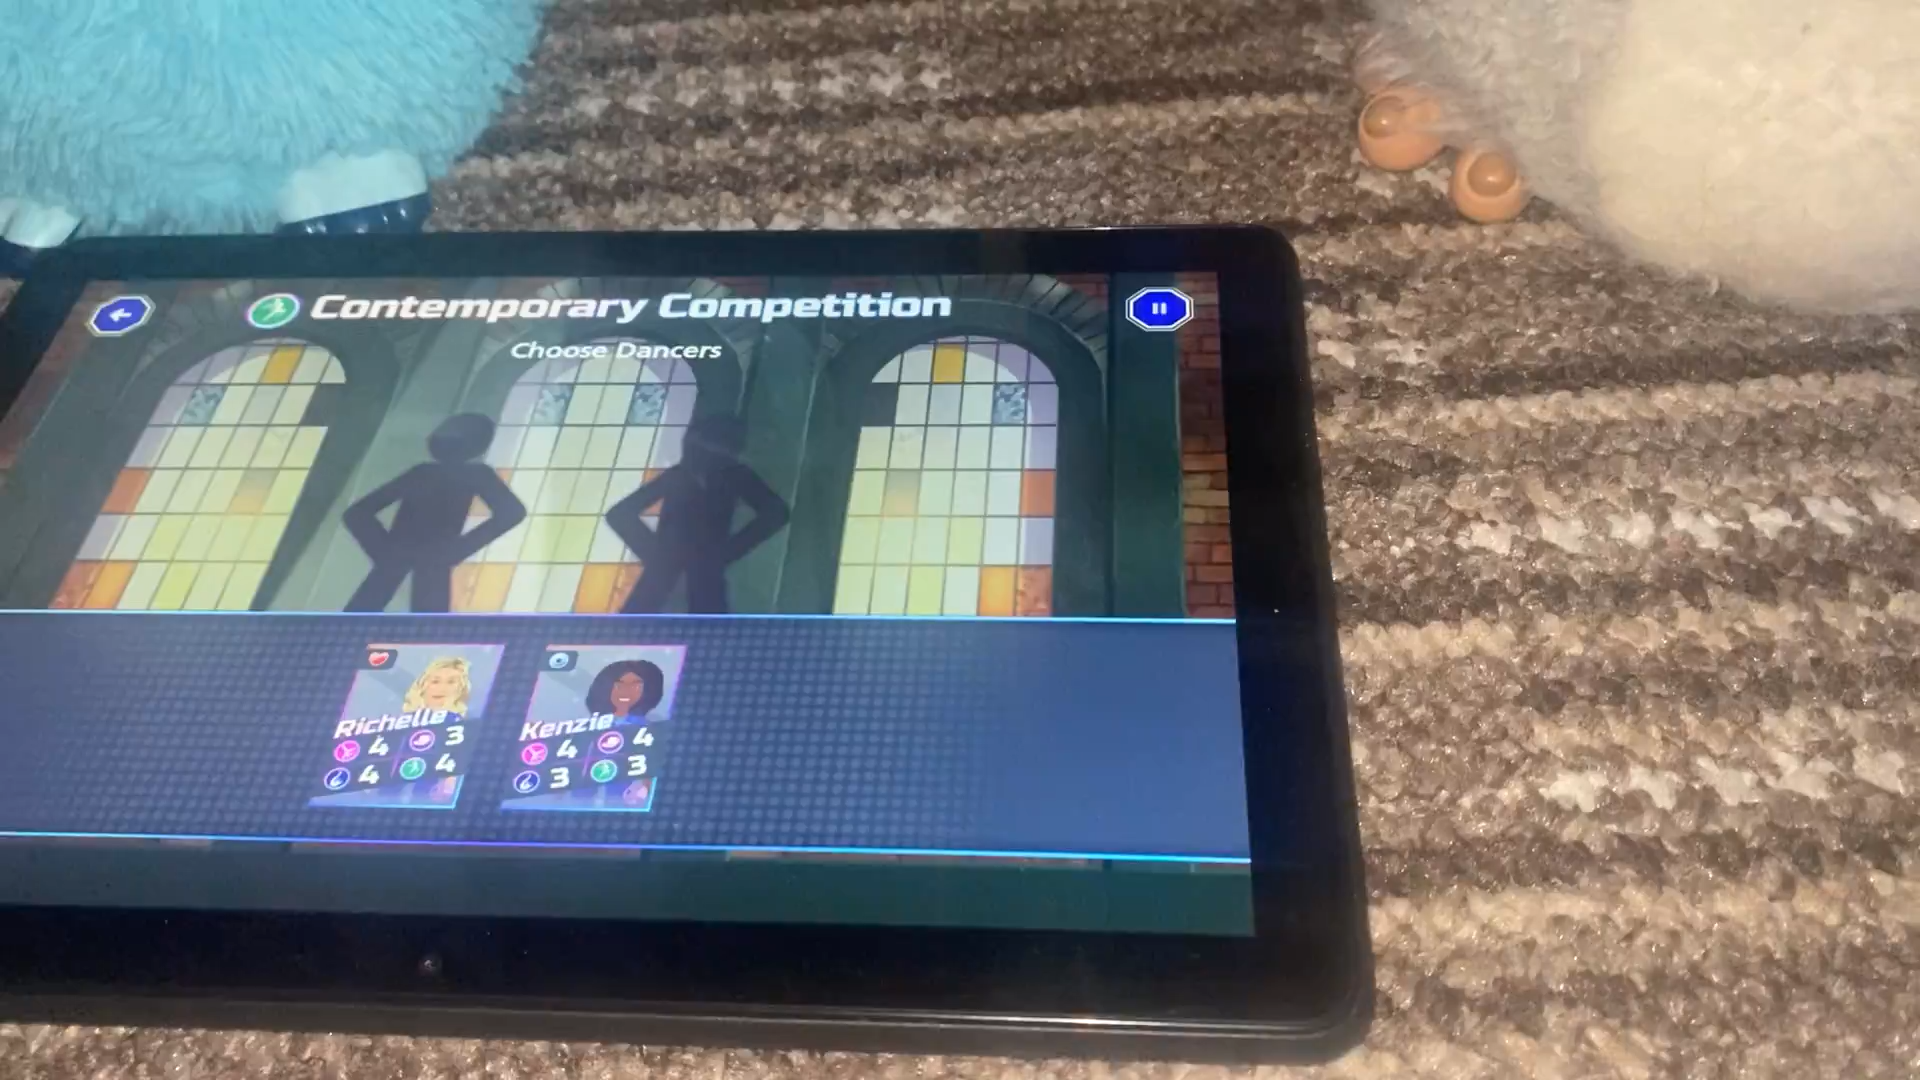 Contemporary Competition
Choose Dancers
Richelle
4 3
4 4
Kenzie
4 4
3 3